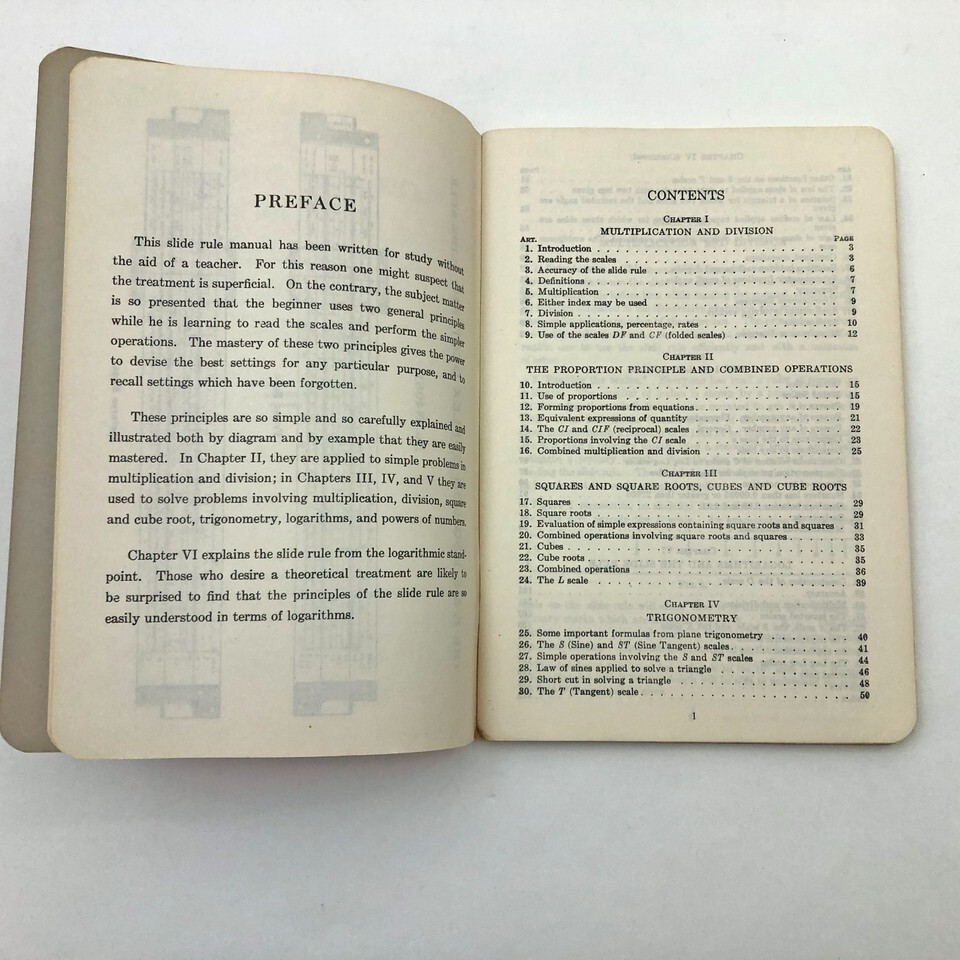 PREFACE
This slide rule manual has been written for study without
the aid of a teacher. For this reason one might suspect that
the treatment is superficial. On the contrary, the subject matter
is so presented that the beginner uses two general principles
while he is learning to read the scales and perform the simpler
operations. The mastery of these two principles gives the power
to devise the best settings for any particular purpose, and to
recall settings which have been forgotten.
These principles are so simple and so carefully explained and
illustrated both by diagram and by example that they are easily
mastered. In Chapter II, they are applied to simple problems in
multiplication and division; in Chapters III, IV, and V they are
used to solve problems involving multiplication, division, square
and cube root, trigonometry, logarithms, and powers of numbers.
Chapter VI explains the slide rule from the logarithmic stand-
point. Those who desire a theoretical treatment are likely to
be surprised to find that the principles of the slide rule are so
easily understood in terms of logarithms.
CONTENTS
CHAPTER I
MULTIPLICATION AND DIVISION
ART. PAGE
1. Introduction . . . . . . . . . . . . . . . . . . . . 3
2. Reading the scales . . . . . . . . . . . . . . . . . . 3
3. Accuracy of the slide rule . . . . . . . . . . . . . . . 6
4. Definitions . . . . . . . . . . . . . . . . . . . . . 7
5. Multiplication . . . . . . . . . . . . . . . . . . . . 7
6. Either index may be used . . . . . . . . . . . . . . . 9
7. Division . . . . . . . . . . . . . . . . . . . . . . 9
8. Simple applications, percentage, rates . . . . . . . . . . 10
9. Use of the scales DF and CF (folded scales) . . . . . . . . 12
CHAPTER II
THE PROPORTION PRINCIPLE AND COMBINED OPERATIONS
10. Introduction . . . . . . . . . . . . . . . . . . . . 15
11. Use of proportions . . . . . . . . . . . . . . . . . . 15
12. Forming proportions from equations . . . . . . . . . . . 19
13. Equivalent expressions of quantity . . . . . . . . . . . 21
14. The CI and CIF (reciprocal) scales . . . . . . . . . . . 22
15. Proportions involving the CI scale . . . . . . . . . . . 23
16. Combined multiplication and division . . . . . . . . . . 25
CHAPTER III
SQUARES AND SQUARE ROOTS, CUBES AND CUBE ROOTS
17. Squares . . . . . . . . . . . . . . . . . . . . . . 29
18. Square roots . . . . . . . . . . . . . . . . . . . . 29
19. Evaluation of simple expressions containing square roots and squares . 31
20. Combined operations involving square roots and squares . . . . . 33
21. Cubes . . . . . . . . . . . . . . . . . . . . . . . 35
22. Cube roots . . . . . . . . . . . . . . . . . . . . . 35
23. Combined operations . . . . . . . . . . . . . . . . . 36
24. The L scale . . . . . . . . . . . . . . . . . . . . . 39
CHAPTER IV
TRIGONOMETRY
25. Some important formulas from plane trigonometry . . . . . . . 40
26. The S (Sine) and ST (Sine Tangent) scales . . . . . . . . . 41
27. Simple operations involving the S and ST scales . . . . . . . 44
28. Law of sines applied to solve a triangle . . . . . . . . . . 46
29. Short cut in solving a triangle . . . . . . . . . . . . . 48
30. The T (Tangent) scale . . . . . . . . . . . . . . . . . 50
1